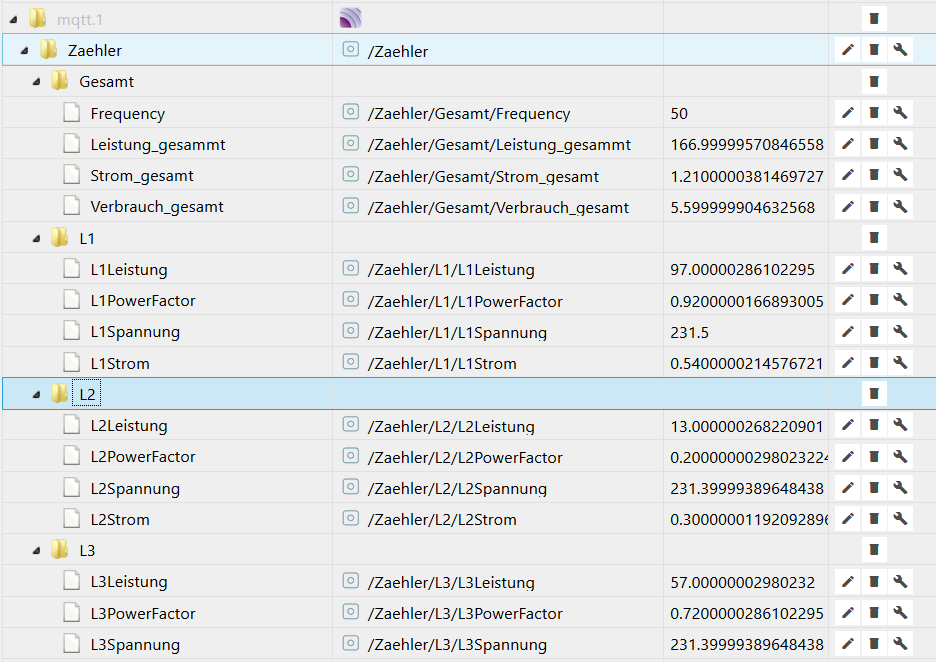 mqtt.1
Zaehler /Zaehler
Gesamt
Frequency /Zaehler/Gesamt/Frequency 50
Leistung_gesammt /Zaehler/Gesamt/Leistung_gesammt 166.99999570846558
Strom_gesamt /Zaehler/Gesamt/Strom_gesamt 1.2100000381469727
Verbrauch_gesamt /Zaehler/Gesamt/Verbrauch_gesamt 5.599999904632568
L1
L1Leistung /Zaehler/L1/L1Leistung 97.00000286102295
L1PowerFactor /Zaehler/L1/L1PowerFactor 0.9200000166893005
L1Spannung /Zaehler/L1/L1Spannung 231.5
L1Strom /Zaehler/L1/L1Strom 0.5400000214576721
L2
L2Leistung /Zaehler/L2/L2Leistung 13.000000268220901
L2PowerFactor /Zaehler/L2/L2PowerFactor 0.20000000298023224
L2Spannung /Zaehler/L2/L2Spannung 231.39999389648438
L2Strom /Zaehler/L2/L2Strom 0.30000001192092896
L3
L3Leistung /Zaehler/L3/L3Leistung 57.00000002980232
L3PowerFactor /Zaehler/L3/L3PowerFactor 0.7200000286102295
L3Spannung /Zaehler/L3/L3Spannung 231.39999389648438